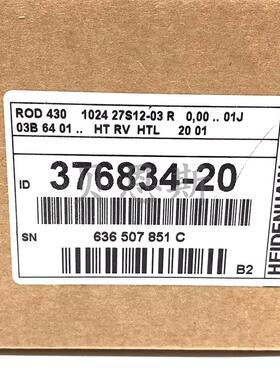 ROD 430 1024 27S12-03 R 0,00 .. 01J
03B 64 01 .. HT RV HTL 20 01
ID 376834-20
SN 636 507 851 C
B2